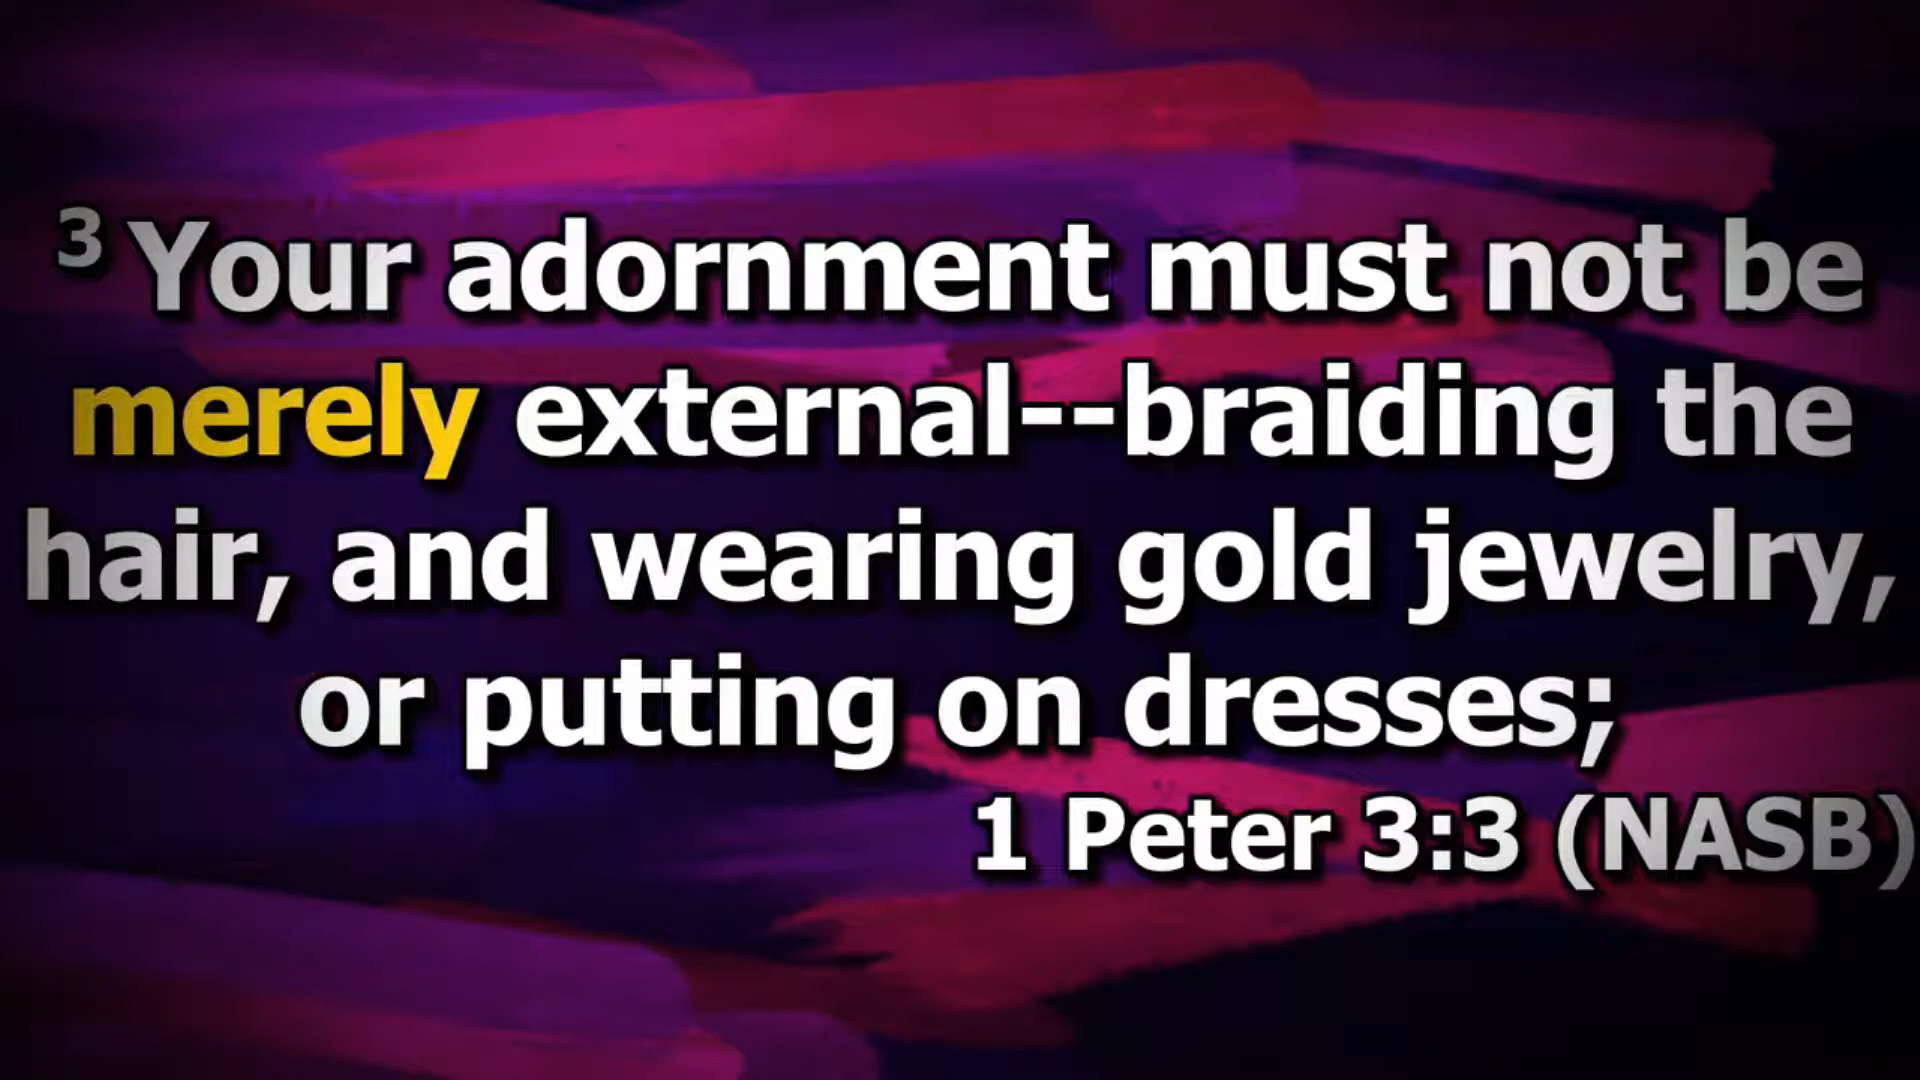 3 Your adornment must not be
merely external--braiding the
hair, and wearing gold jewelry,
or putting on dresses;
1 Peter 3:3 (NASB)